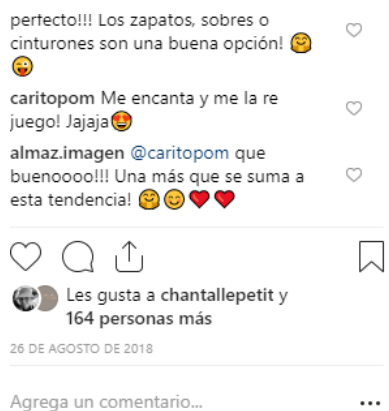 perfecto!!! Los zapatos, sobres o
cinturones son una buena opción! 🤗
😜
caritopom Me encanta y me la re
juego! Jajaja😍
almaz.imagen @caritopom que
buenoooo!!! Una más que se suma a
esta tendencia! 🤗😊❤️❤️
Les gusta a chantallepetit y
164 personas más
26 DE AGOSTO DE 2018
Agrega un comentario...